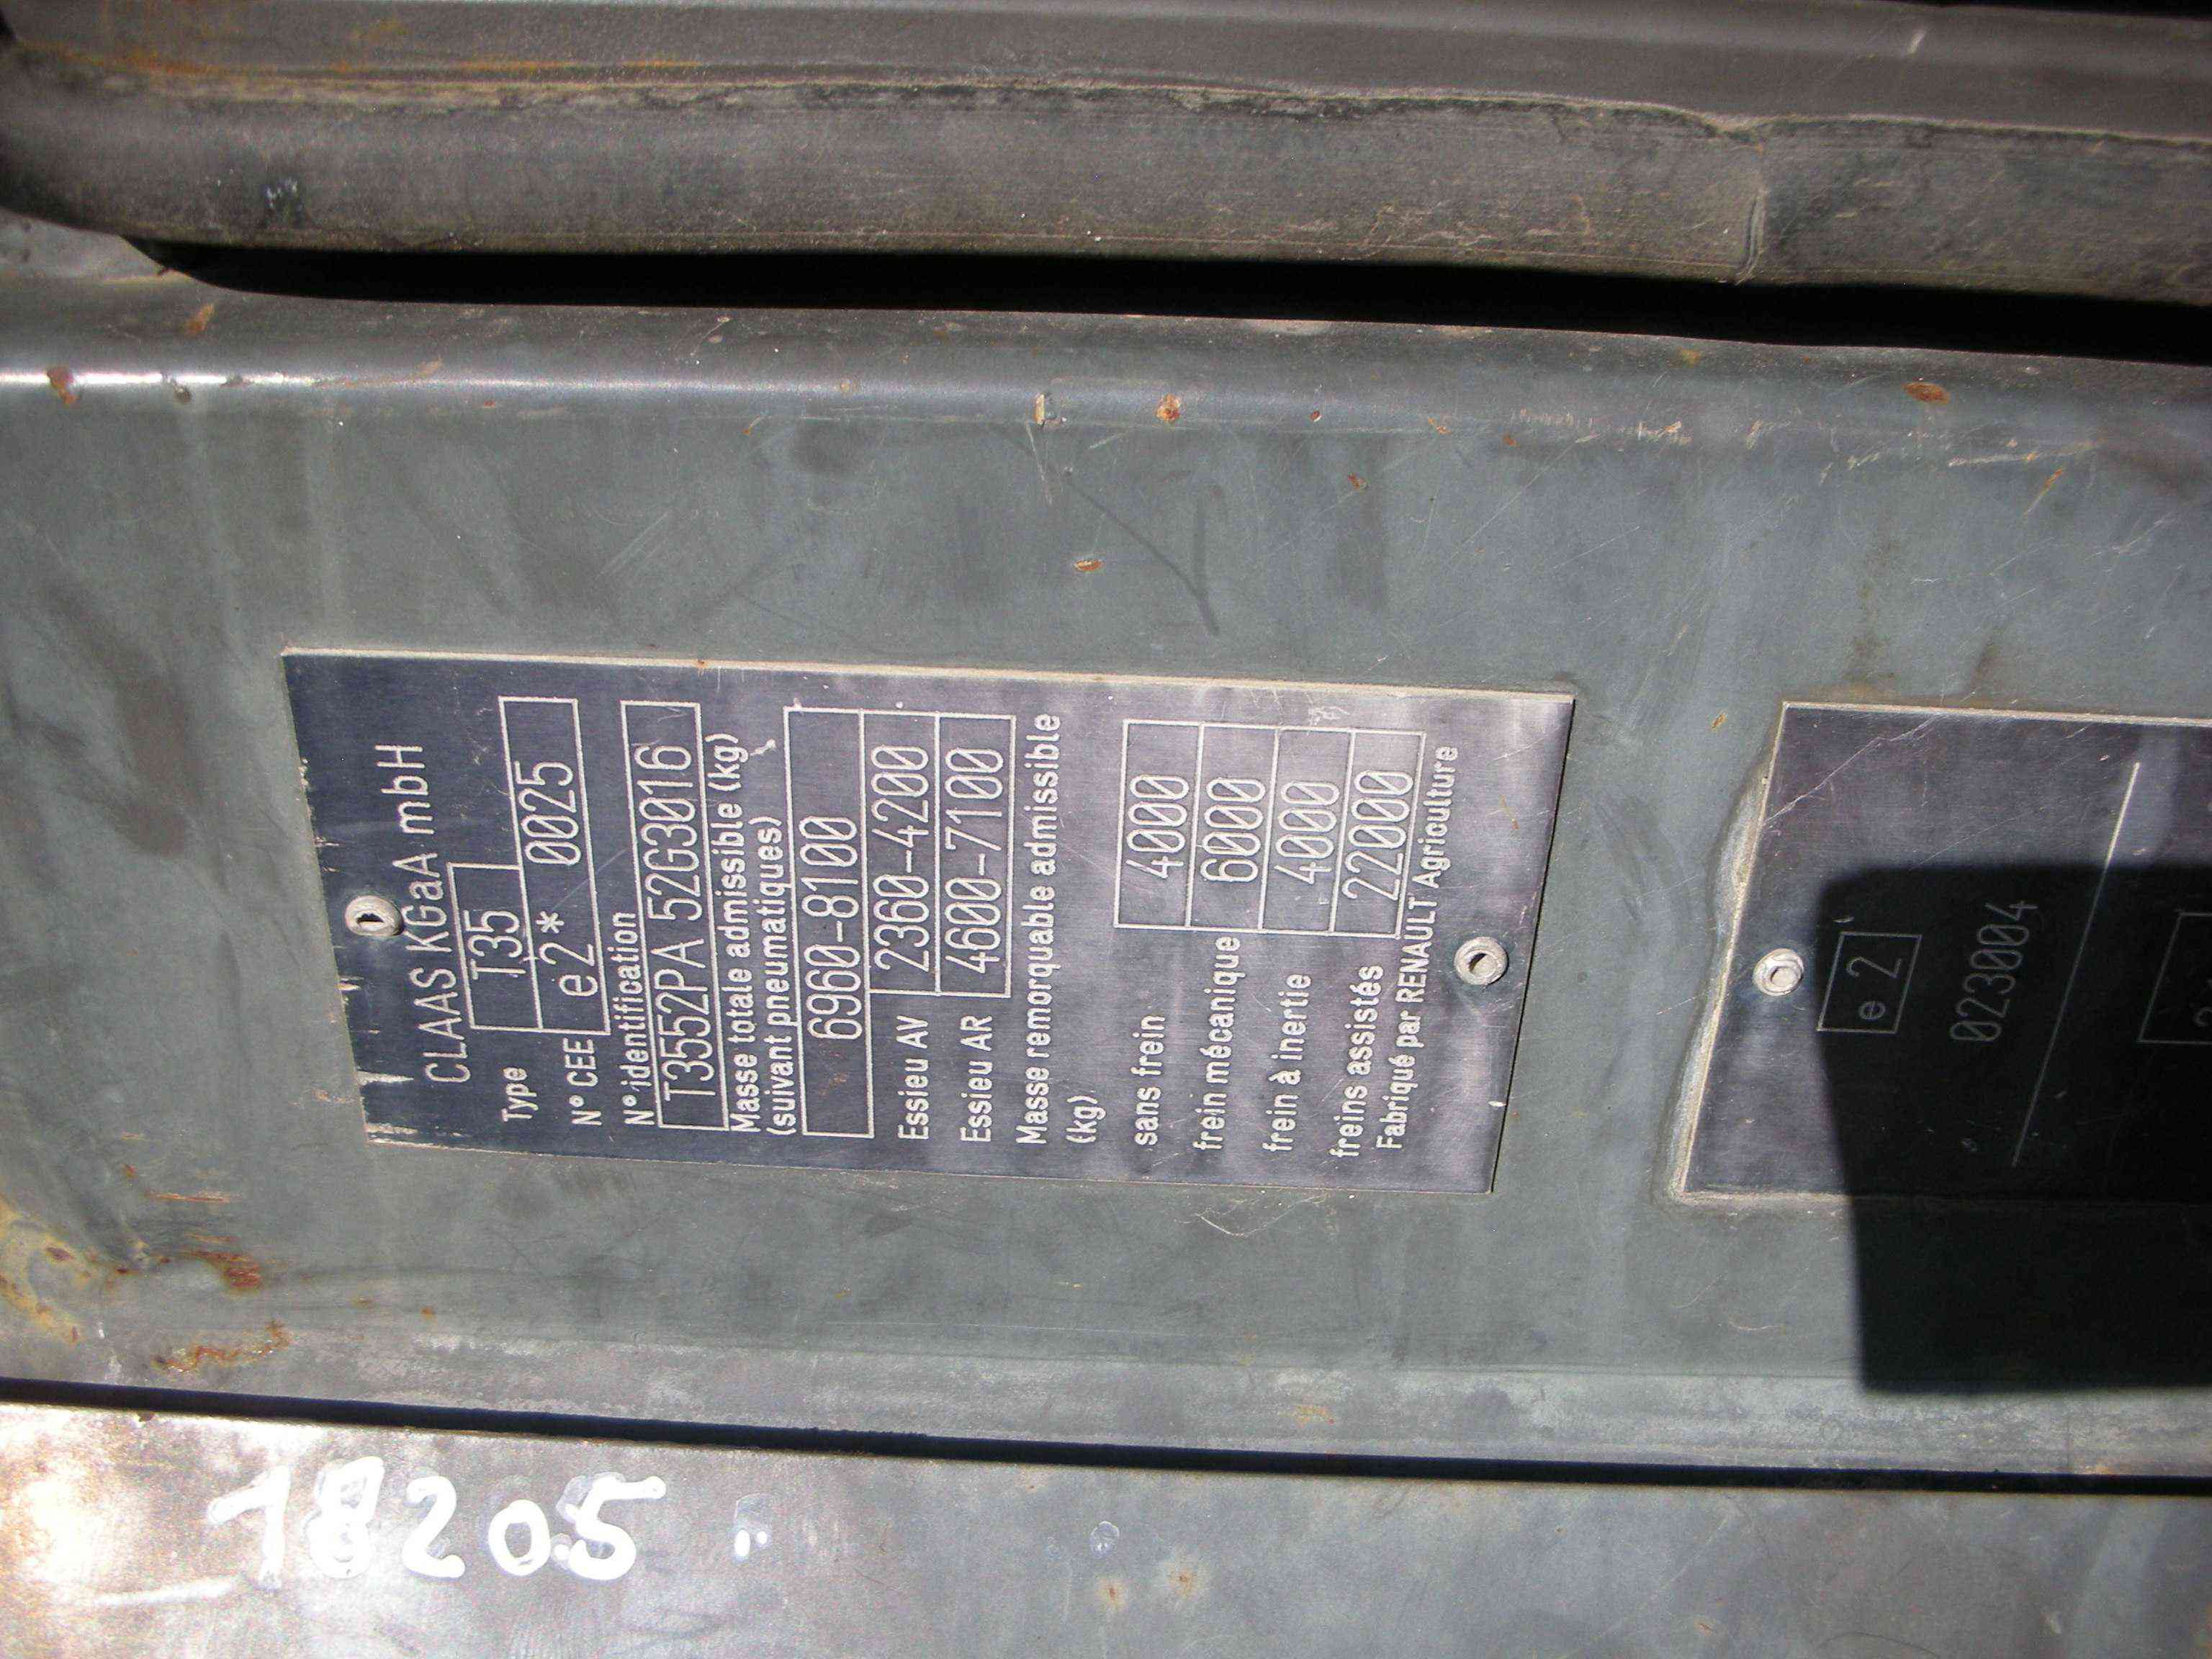 CLAAS KGaA mbH
Type T35
N° CEE e2* 0025
N° identification
T3552PA 52G3016
Masse totale admissible (kg)
(suivant pneumatiques)
6960-8100
Essieu AV 2360-4200
Essieu AR 4600-7100
Masse remorquable admissible
(kg)
sans frein 4000
frein mécanique 6000
frein à inertie 4000
freins assistés 22000
Fabriqué par RENAULT Agriculture
e 2
023004
18205